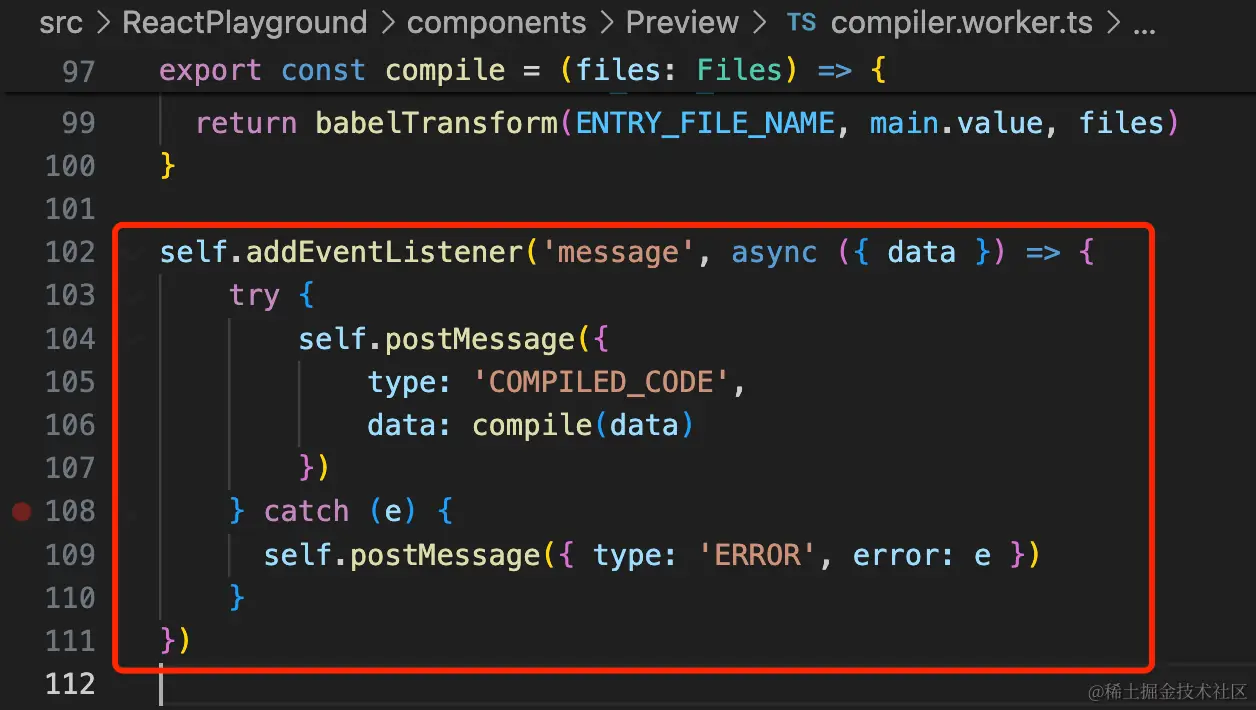 src > ReactPlayground > components > Preview > TS compiler.worker.ts > ...
97 export const compile = (files: Files) => {
99 return babelTransform(ENTRY_FILE_NAME, main.value, files)
100 }
101
102 self.addEventListener('message', async ({ data }) => {
103 try {
104 self.postMessage({
105 type: 'COMPILED_CODE',
106 data: compile(data)
107 })
108 } catch (e) {
109 self.postMessage({ type: 'ERROR', error: e })
110 }
111 })
112
@稀土掘金技术社区